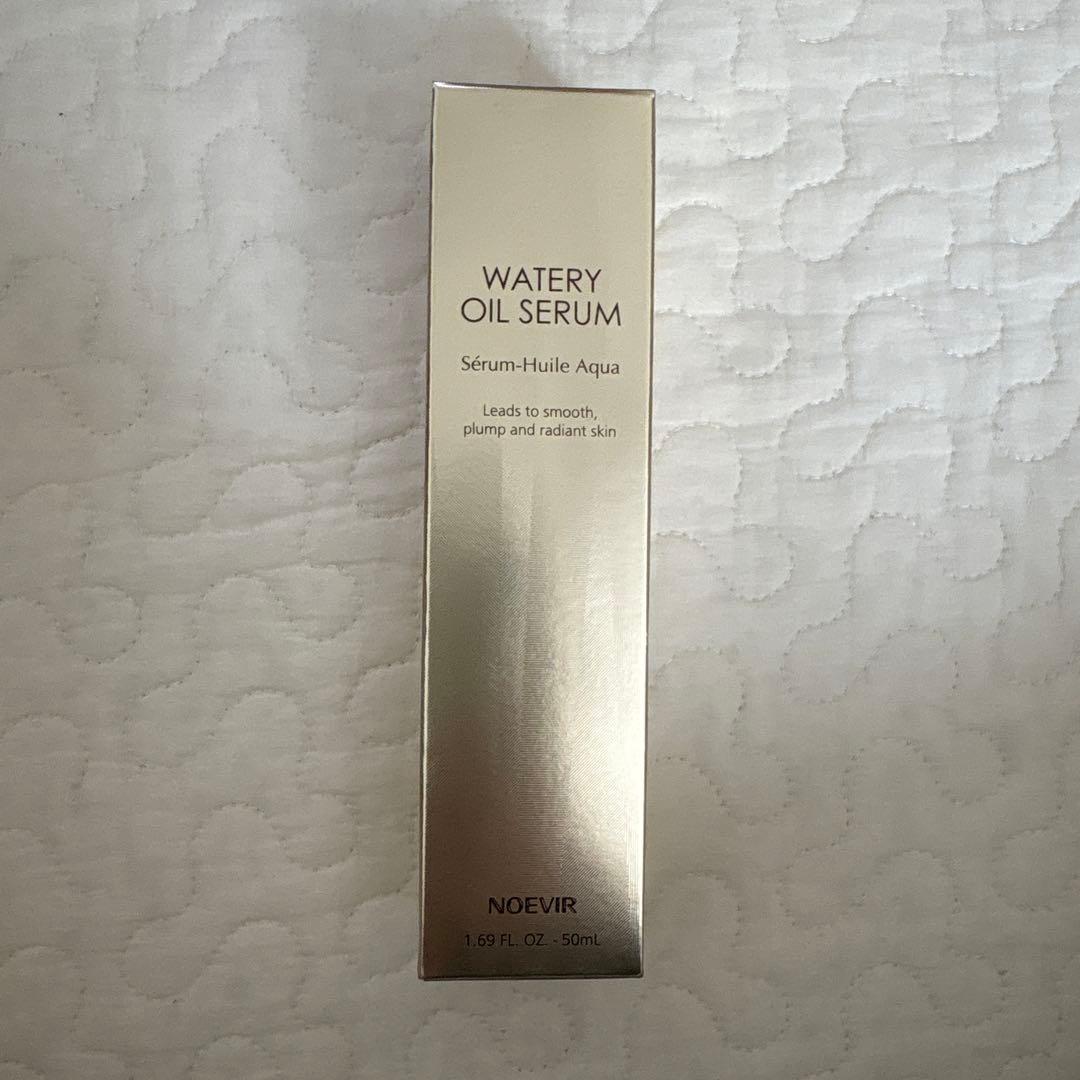 WATERY
OIL SERUM
Sérum-Huile Aqua
Leads to smooth,
plump and radiant skin
NOEVIR
1.69 FL. OZ. - 50mL